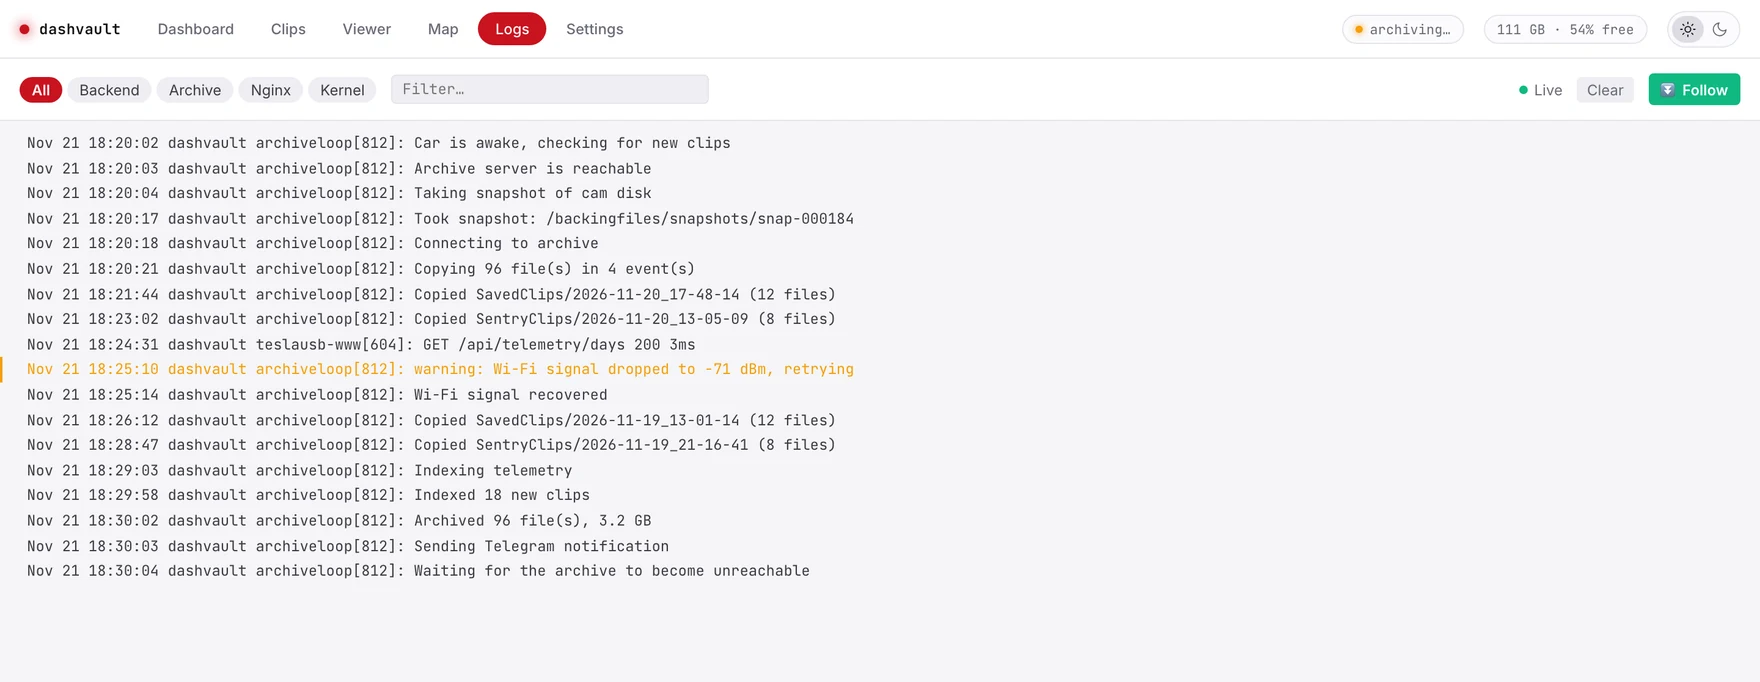 dashvault Dashboard Clips Viewer Map Logs Settings archiving… 111 GB · 54% free
All Backend Archive Nginx Kernel Filter… Live Clear Follow
Nov 21 18:20:02 dashvault archiveloop[812]: Car is awake, checking for new clips
Nov 21 18:20:03 dashvault archiveloop[812]: Archive server is reachable
Nov 21 18:20:04 dashvault archiveloop[812]: Taking snapshot of cam disk
Nov 21 18:20:17 dashvault archiveloop[812]: Took snapshot: /backingfiles/snapshots/snap-000184
Nov 21 18:20:18 dashvault archiveloop[812]: Connecting to archive
Nov 21 18:20:21 dashvault archiveloop[812]: Copying 96 file(s) in 4 event(s)
Nov 21 18:21:44 dashvault archiveloop[812]: Copied SavedClips/2026-11-20_17-48-14 (12 files)
Nov 21 18:23:02 dashvault archiveloop[812]: Copied SentryClips/2026-11-20_13-05-09 (8 files)
Nov 21 18:24:31 dashvault teslausb-www[604]: GET /api/telemetry/days 200 3ms
Nov 21 18:25:10 dashvault archiveloop[812]: warning: Wi-Fi signal dropped to -71 dBm, retrying
Nov 21 18:25:14 dashvault archiveloop[812]: Wi-Fi signal recovered
Nov 21 18:26:12 dashvault archiveloop[812]: Copied SavedClips/2026-11-19_13-01-14 (12 files)
Nov 21 18:28:47 dashvault archiveloop[812]: Copied SentryClips/2026-11-19_21-16-41 (8 files)
Nov 21 18:29:03 dashvault archiveloop[812]: Indexing telemetry
Nov 21 18:29:58 dashvault archiveloop[812]: Indexed 18 new clips
Nov 21 18:30:02 dashvault archiveloop[812]: Archived 96 file(s), 3.2 GB
Nov 21 18:30:03 dashvault archiveloop[812]: Sending Telegram notification
Nov 21 18:30:04 dashvault archiveloop[812]: Waiting for the archive to become unreachable